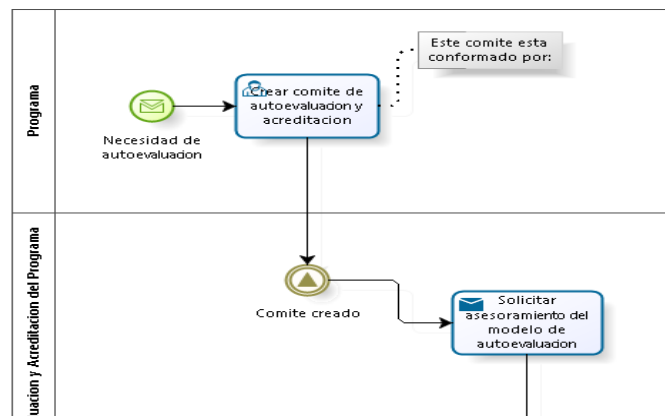 Programa
Este comite esta
conformado por:
Crear comite de
autoevaluacion y
acreditacion
Necesidad de
autoevaluacion
uacion y Acreditacion del Programa
Comite creado
Solicitar
asesoramiento del
modelo de
autoevaluacion